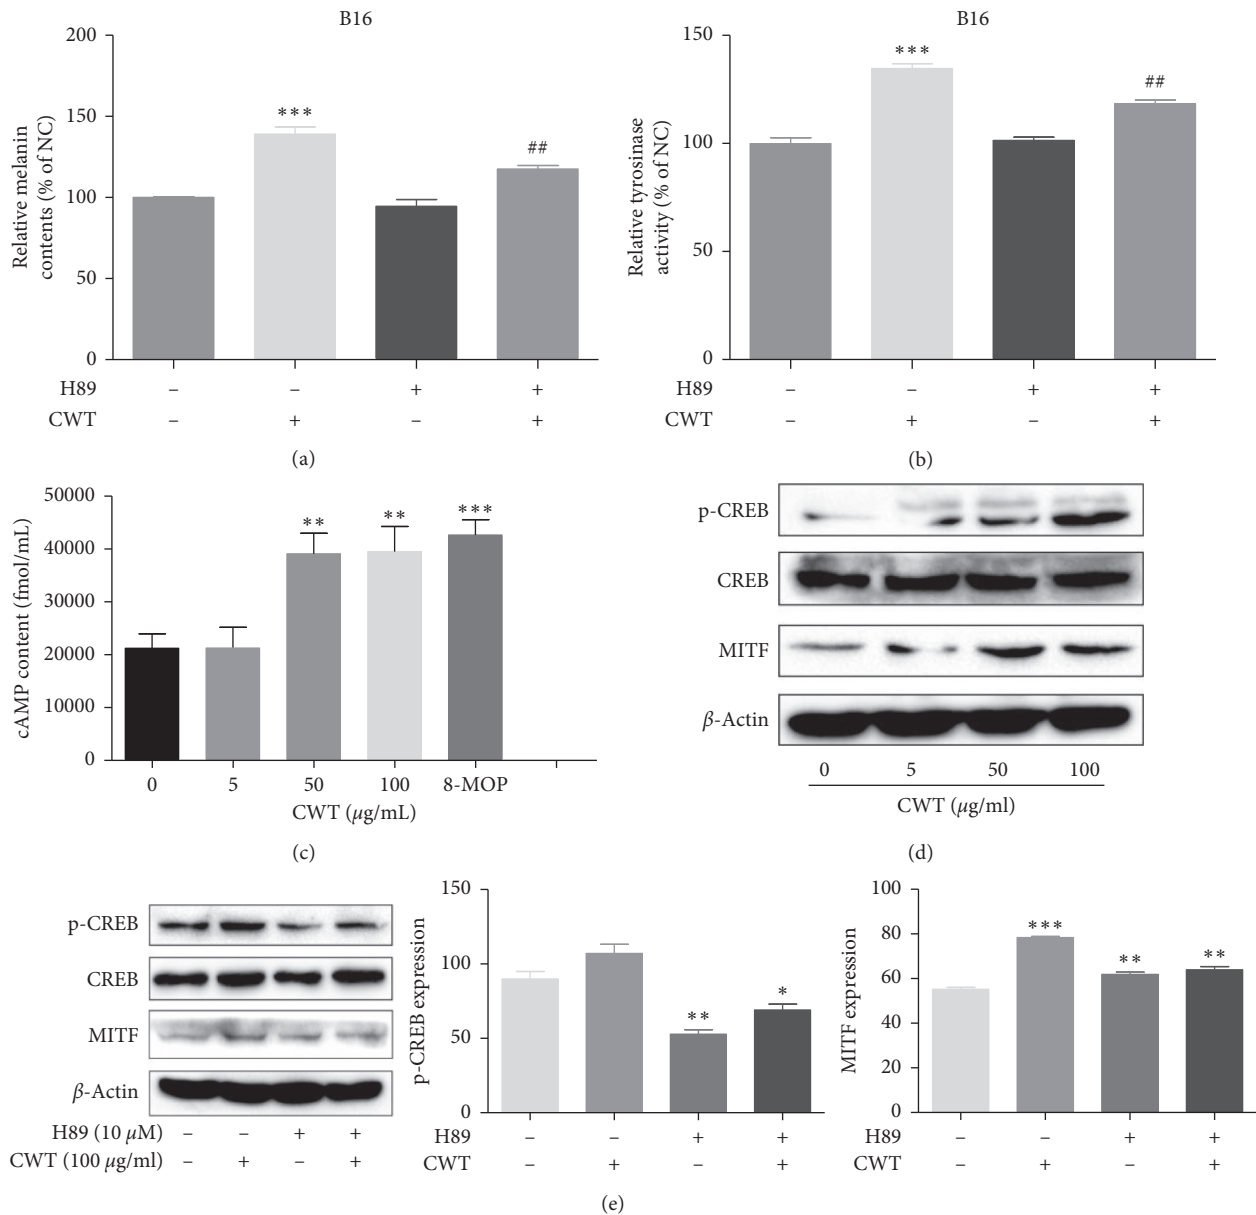 B16
200
150
100
50
0
Relative melanin
contents (% of NC)
***
##
H89 – – + +
CWT – + – +
(a)
B16
150
100
50
0
Relative tyrosinase
activity (% of NC)
***
##
H89 – – + +
CWT – + – +
(b)
50000
40000
30000
20000
10000
0
cAMP content (fmol/mL)
** ** ***
0 5 50 100 8-MOP
CWT (μg/mL)
(c)
p-CREB
CREB
MITF
β-Actin
0 5 50 100
CWT (μg/ml)
(d)
p-CREB
CREB
MITF
β-Actin
H89 (10 μM) – – + +
CWT (100 μg/ml) – + – +
150
100
50
0
p-CREB expression
** *
H89 – – + +
CWT – + – +
100
80
60
40
20
0
MITF expression
*** ** **
H89 – – + +
CWT – + – +
(e)